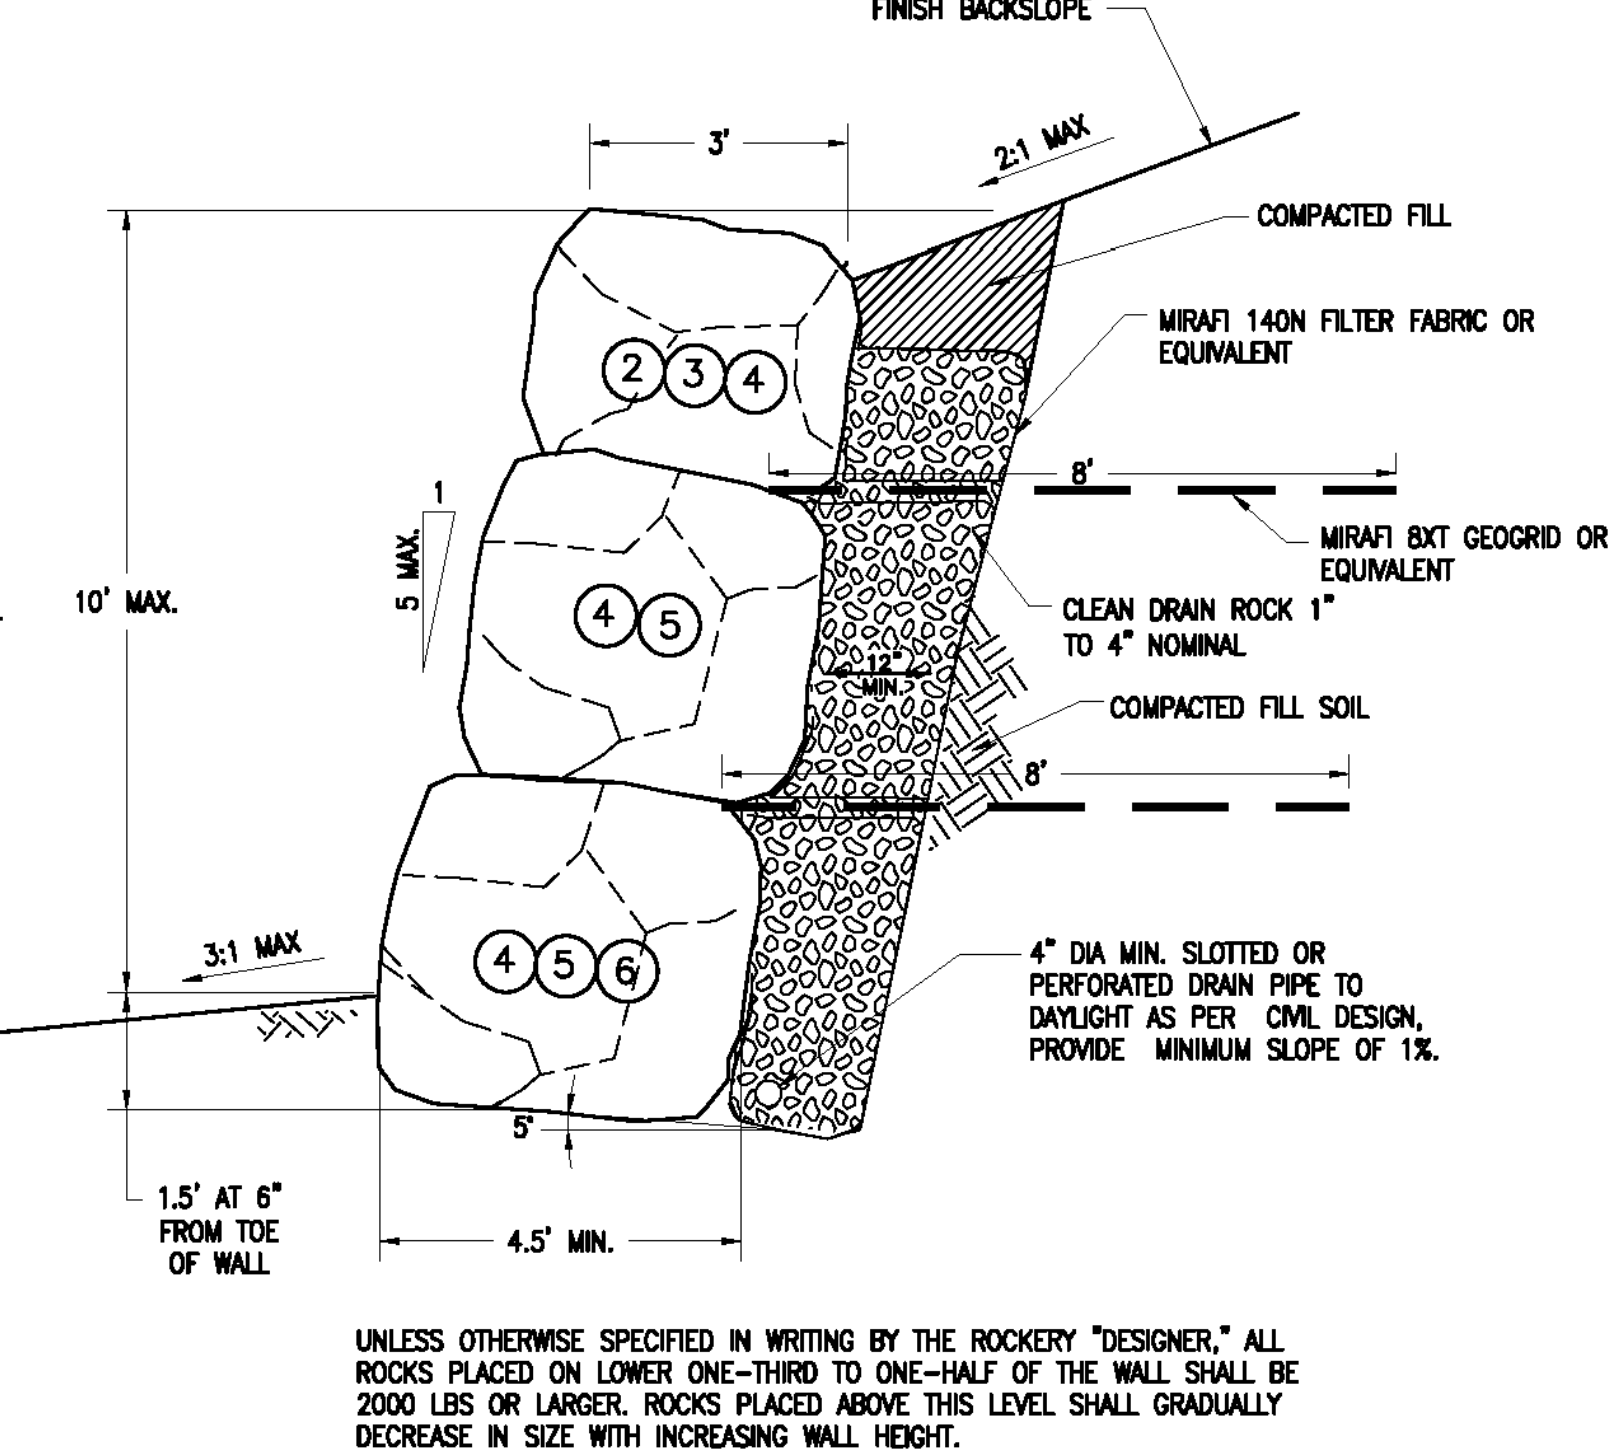 FINISH BACKSLOPE
3'
2:1 MAX
COMPACTED FILL
MIRAFI 140N FILTER FABRIC OR
EQUIVALENT
2 3 4
8'
1
5 MAX.
MIRAFI 8XT GEOGRID OR
EQUIVALENT
10' MAX.
CLEAN DRAIN ROCK 1"
TO 4" NOMINAL
4 5
12"
MIN.
COMPACTED FILL SOIL
8'
3:1 MAX
4 5 6
4" DIA MIN. SLOTTED OR
PERFORATED DRAIN PIPE TO
DAYLIGHT AS PER CIVIL DESIGN,
PROVIDE MINIMUM SLOPE OF 1%.
5'
1.5' AT 6"
FROM TOE
OF WALL
4.5' MIN.
UNLESS OTHERWISE SPECIFIED IN WRITING BY THE ROCKERY "DESIGNER," ALL
ROCKS PLACED ON LOWER ONE-THIRD TO ONE-HALF OF THE WALL SHALL BE
2000 LBS OR LARGER. ROCKS PLACED ABOVE THIS LEVEL SHALL GRADUALLY
DECREASE IN SIZE WITH INCREASING WALL HEIGHT.